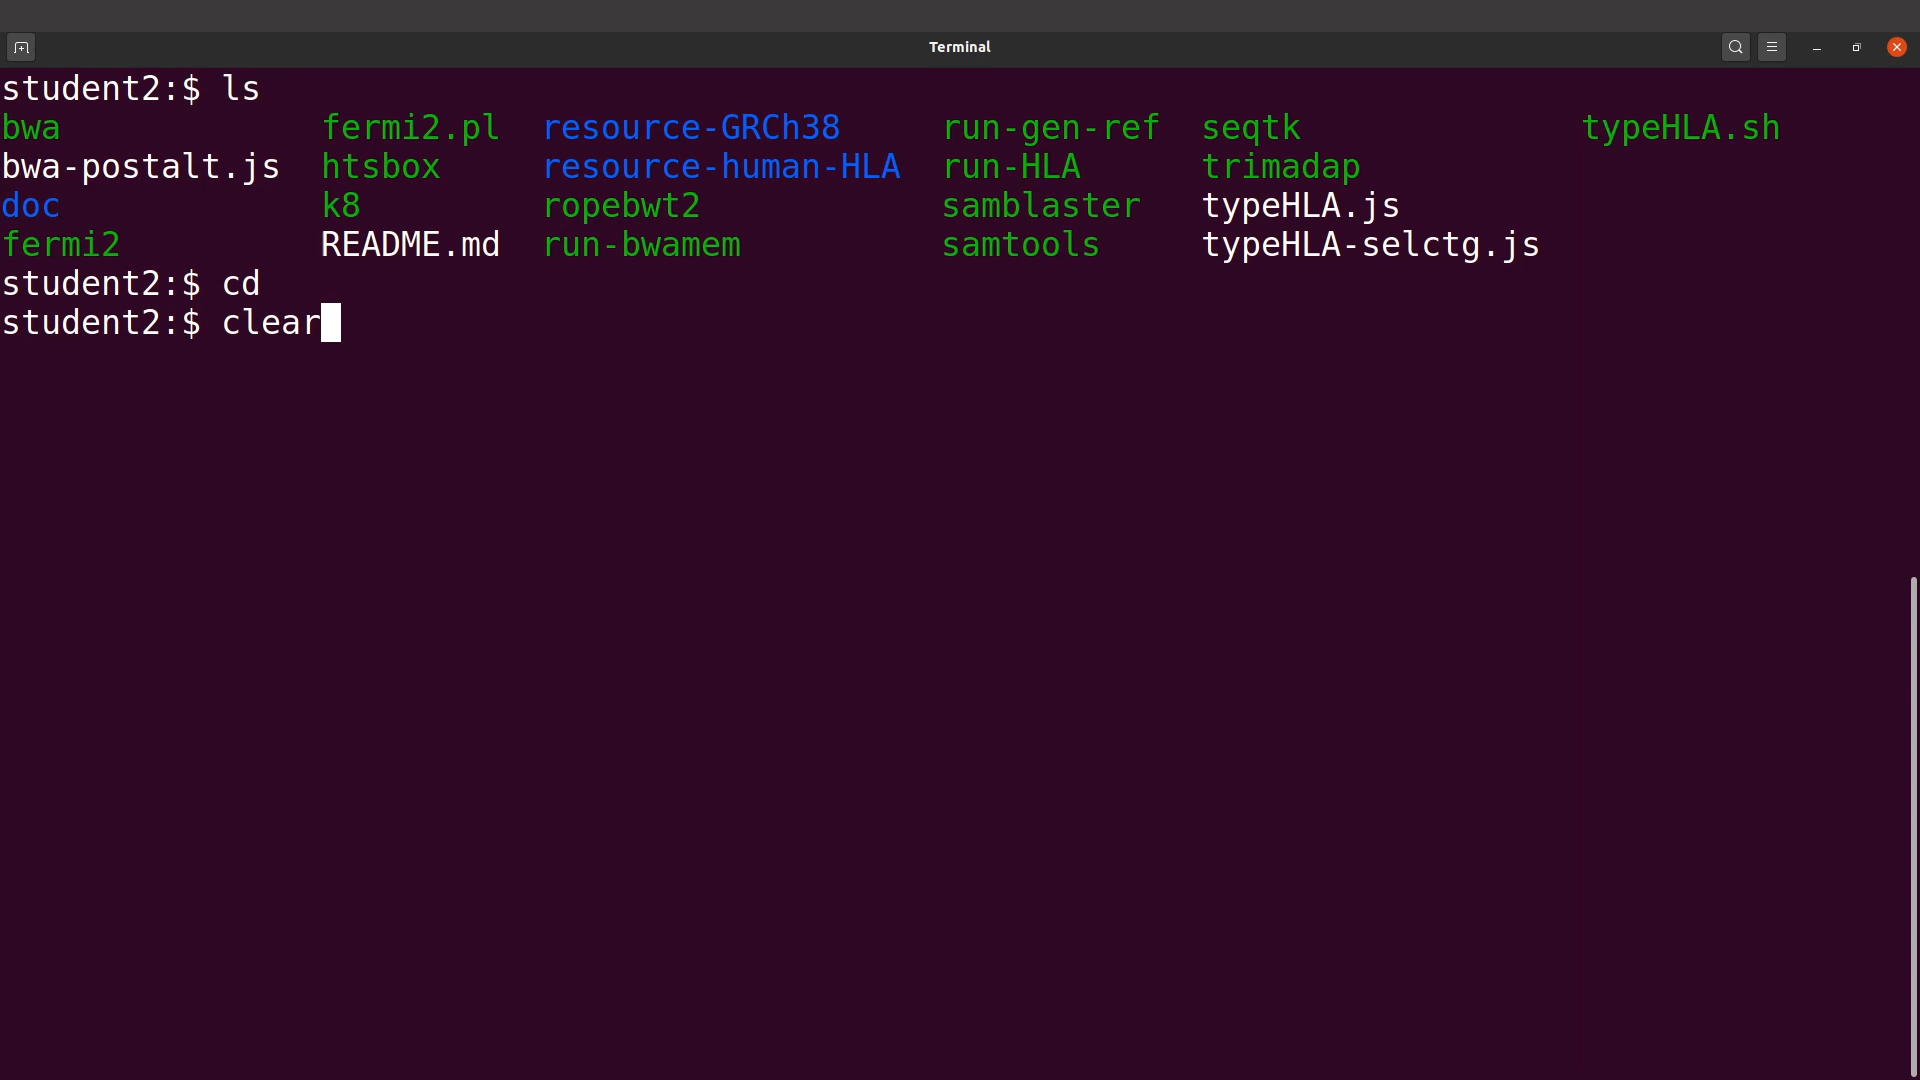 Terminal
student2:$ ls
bwa fermi2.pl resource-GRCh38 run-gen-ref seqtk typeHLA.sh
bwa-postalt.js htsbox resource-human-HLA run-HLA trimadap
doc k8 ropebwt2 samblaster typeHLA.js
fermi2 README.md run-bwamem samtools typeHLA-selctg.js
student2:$ cd
student2:$ clear